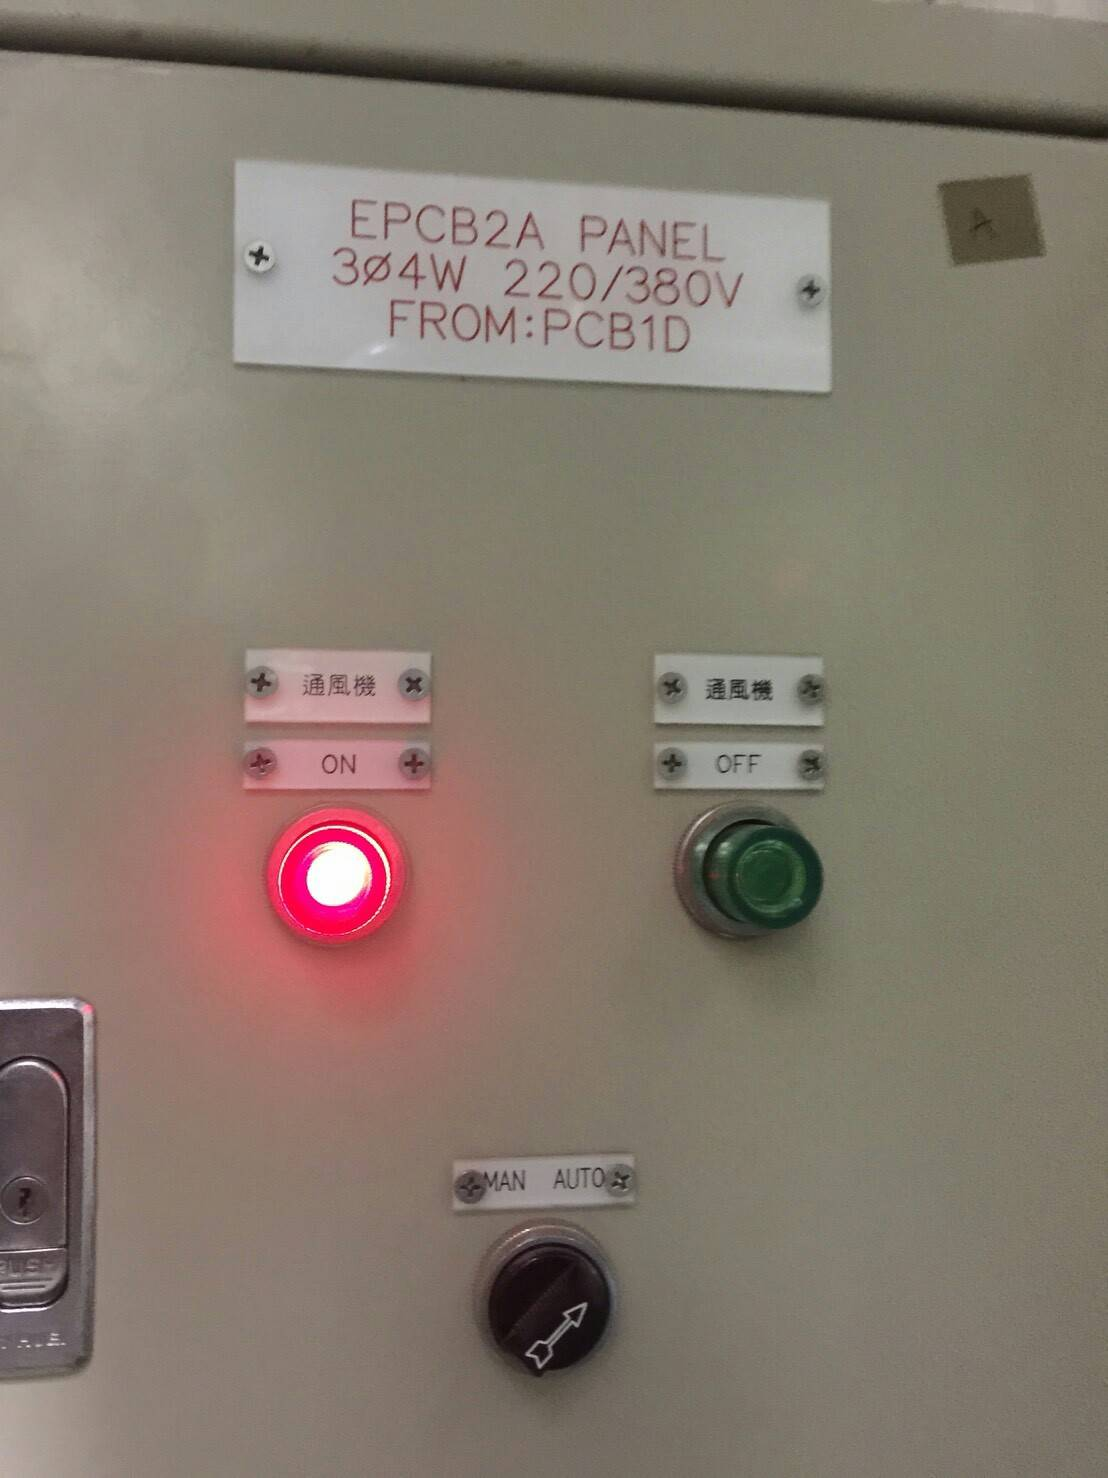 EPCB2A PANEL
3ø4W 220/380V
FROM:PCB1D
A
通風機
ON
通風機
OFF
MAN AUTO
PUSH